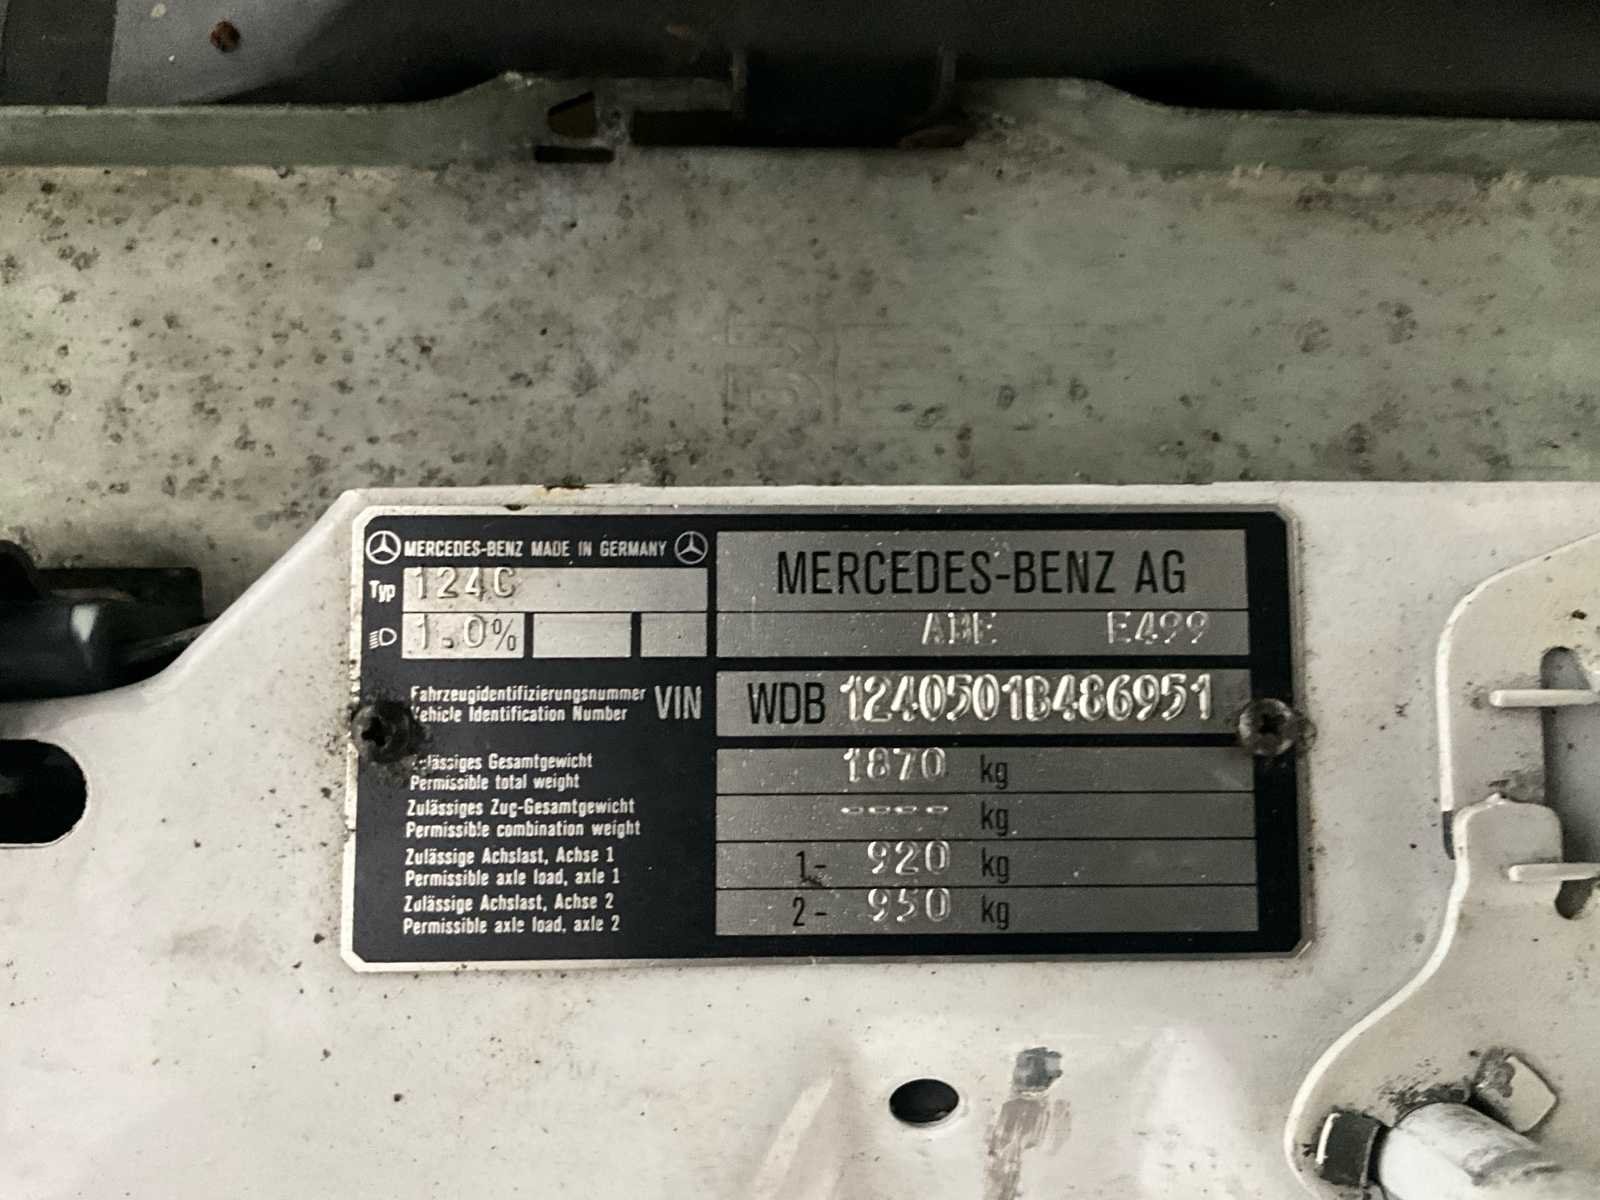 MERCEDES-BENZ MADE IN GERMANY
Typ 124C
1.0%
MERCEDES-BENZ AG
ABE E499
Fahrzeugidentifizierungsnummer
Vehicle Identification Number
VIN
WDB 1240501B486951
Zulässiges Gesamtgewicht
Permissible total weight
1870 kg
Zulässiges Zug-Gesamtgewicht
Permissible combination weight
---- kg
Zulässige Achslast, Achse 1
Permissible axle load, axle 1
1- 920 kg
Zulässige Achslast, Achse 2
Permissible axle load, axle 2
2- 950 kg